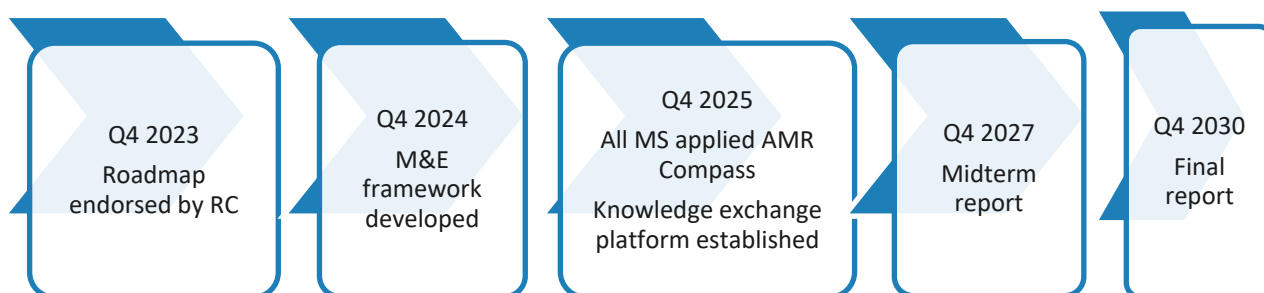 Q4 2023
Roadmap
endorsed by RC
Q4 2024
M&E
framework
developed
Q4 2025
All MS applied AMR
Compass
Knowledge exchange
platform established
Q4 2027
Midterm
report
Q4 2030
Final
report